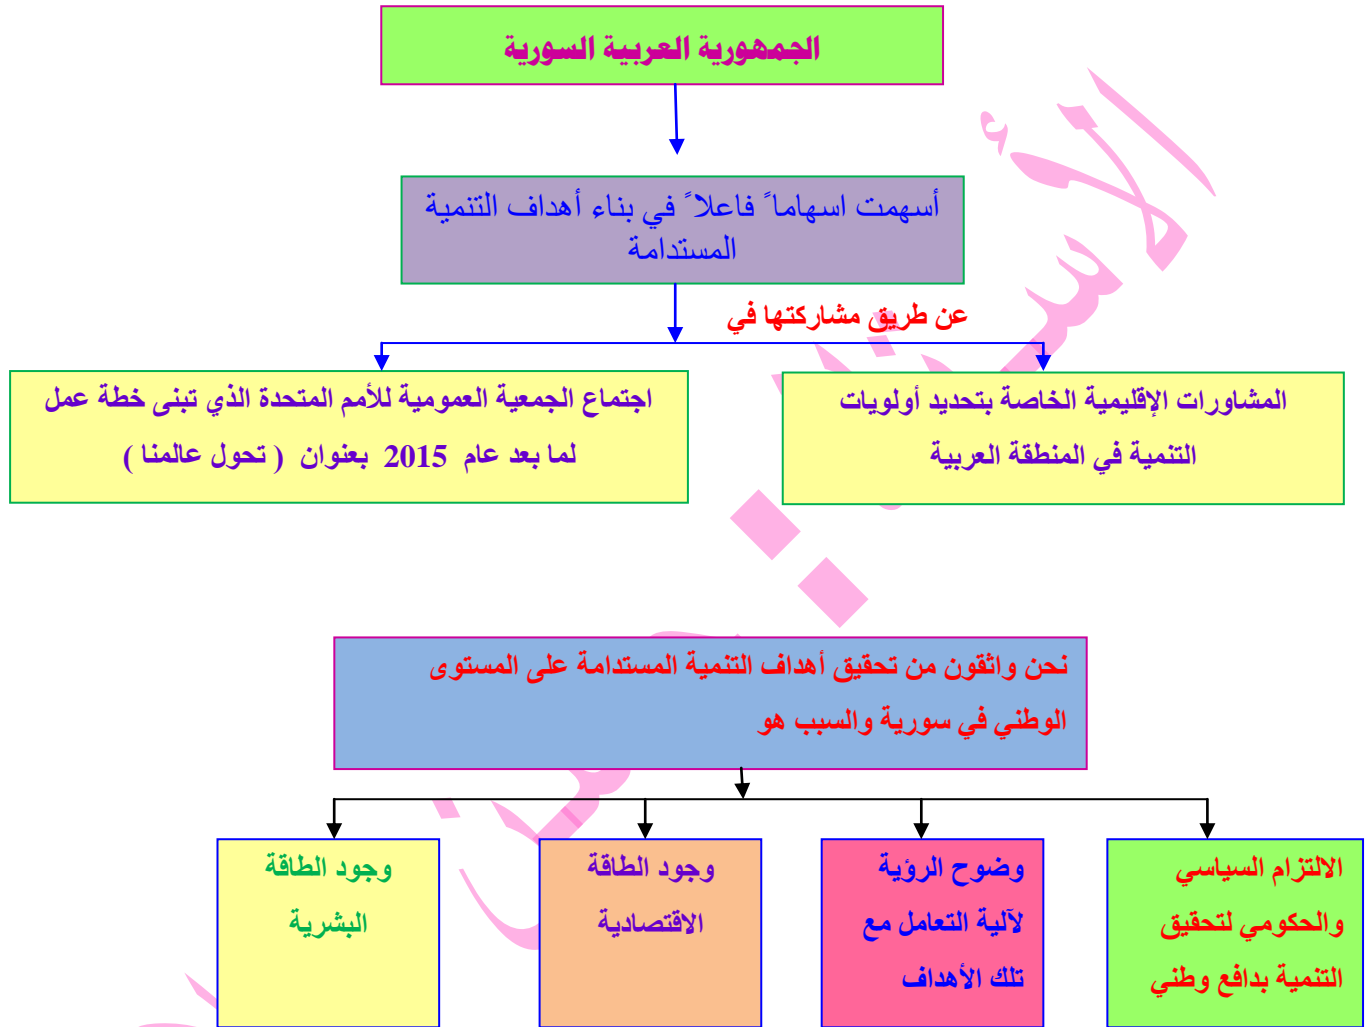 الجمهورية العربية السورية
أسهمت اسهاما ً فاعلا ً في بناء أهداف التنمية
المستدامة
عن طريق مشاركتها في
المشاورات الإقليمية الخاصة بتحديد أولويات
التنمية في المنطقة العربية
اجتماع الجمعية العمومية للأمم المتحدة الذي تبنى خطة عمل
لما بعد عام 2015 بعنوان ( تحول عالمنا )
نحن واثقون من تحقيق أهداف التنمية المستدامة على المستوى
الوطني في سورية والسبب هو
الالتزام السياسي
والحكومي لتحقيق
التنمية بدافع وطني
وضوح الرؤية
لآلية التعامل مع
تلك الأهداف
وجود الطاقة
الاقتصادية
وجود الطاقة
البشرية